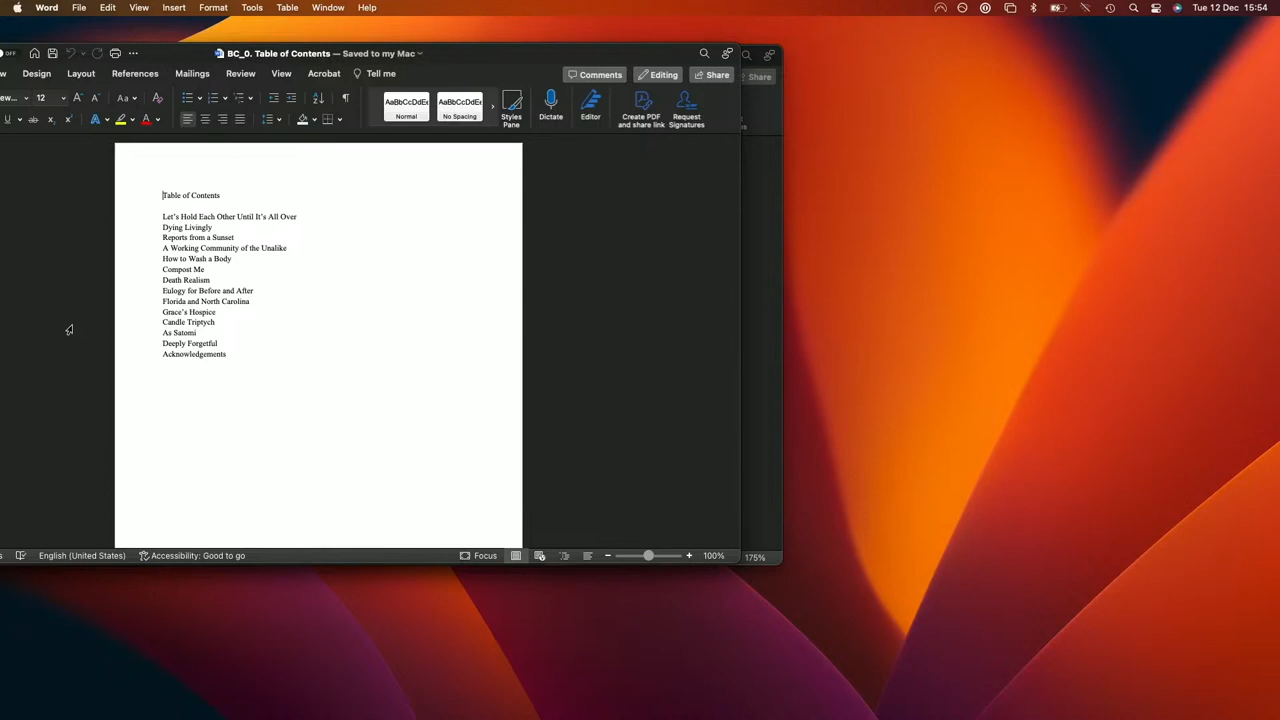 Word File Edit View Insert Format Tools Table Window Help Tue 12 Dec 15:54
OFF BC_0. Table of Contents — Saved to my Mac
Design Layout References Mailings Review View Acrobat Tell me Comments Editing Share Share
12 Aa AaBbCcDdEe AaBbCcDdEe
Normal No Spacing Styles Pane Dictate Editor Create PDF and share link Request Signatures
Table of Contents
Let's Hold Each Other Until It's All Over
Dying Livingly
Reports from a Sunset
A Working Community of the Unalike
How to Wash a Body
Compost Me
Death Realism
Eulogy for Before and After
Florida and North Carolina
Grace's Hospice
Candle Triptych
As Satomi
Deeply Forgetful
Acknowledgements
English (United States) Accessibility: Good to go Focus 100% 175%